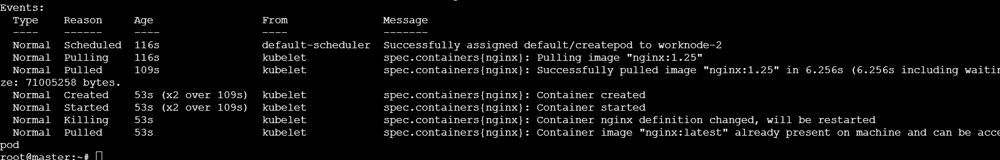 Events:
  Type    Reason     Age                  From               Message
  ----    ------     ----                 ----               -------
  Normal  Scheduled  116s                 default-scheduler  Successfully assigned default/createpod to worknode-2
  Normal  Pulling    116s                 kubelet            spec.containers{nginx}: Pulling image "nginx:1.25"
  Normal  Pulled     109s                 kubelet            spec.containers{nginx}: Successfully pulled image "nginx:1.25" in 6.256s (6.256s including waitin
ze: 71005258 bytes.
  Normal  Created    53s (x2 over 109s)   kubelet            spec.containers{nginx}: Container created
  Normal  Started    53s (x2 over 109s)   kubelet            spec.containers{nginx}: Container started
  Normal  Killing    53s                  kubelet            spec.containers{nginx}: Container nginx definition changed, will be restarted
  Normal  Pulled     53s                  kubelet            spec.containers{nginx}: Container image "nginx:latest" already present on machine and can be acce
pod
root@master:~#